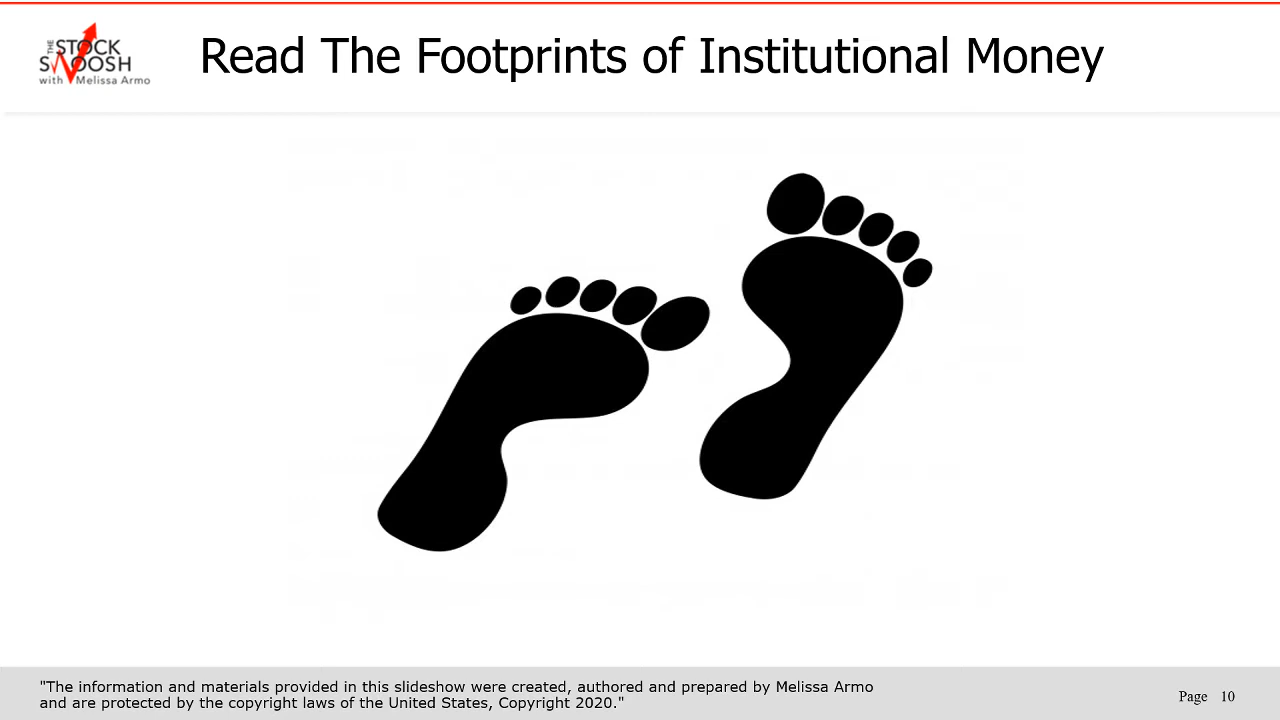 THE STOCK
SWOOSH
with Melissa Armo
Read The Footprints of Institutional Money
"The information and materials provided in this slideshow were created, authored and prepared by Melissa Armo
and are protected by the copyright laws of the United States, Copyright 2020."
Page 10